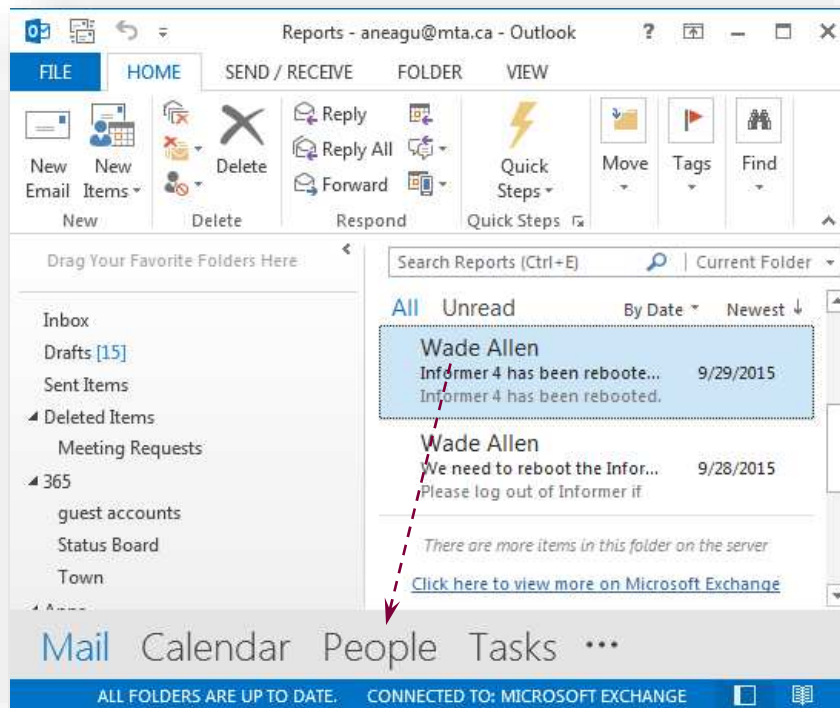 Reports - aneagu@mta.ca - Outlook
FILE HOME SEND / RECEIVE FOLDER VIEW
New Email
New Items
Delete
Reply
Reply All
Forward
Quick Steps
Move
Tags
Find
New Delete Respond Quick Steps
Drag Your Favorite Folders Here
Search Reports (Ctrl+E) Current Folder
All Unread By Date Newest
Inbox
Drafts [15]
Sent Items
Deleted Items
Meeting Requests
365
guest accounts
Status Board
Town
Wade Allen
Informer 4 has been reboote... 9/29/2015
Informer 4 has been rebooted.
Wade Allen
We need to reboot the Infor... 9/28/2015
Please log out of Informer if
There are more items in this folder on the server
Click here to view more on Microsoft Exchange
Mail Calendar People Tasks •••
ALL FOLDERS ARE UP TO DATE. CONNECTED TO: MICROSOFT EXCHANGE